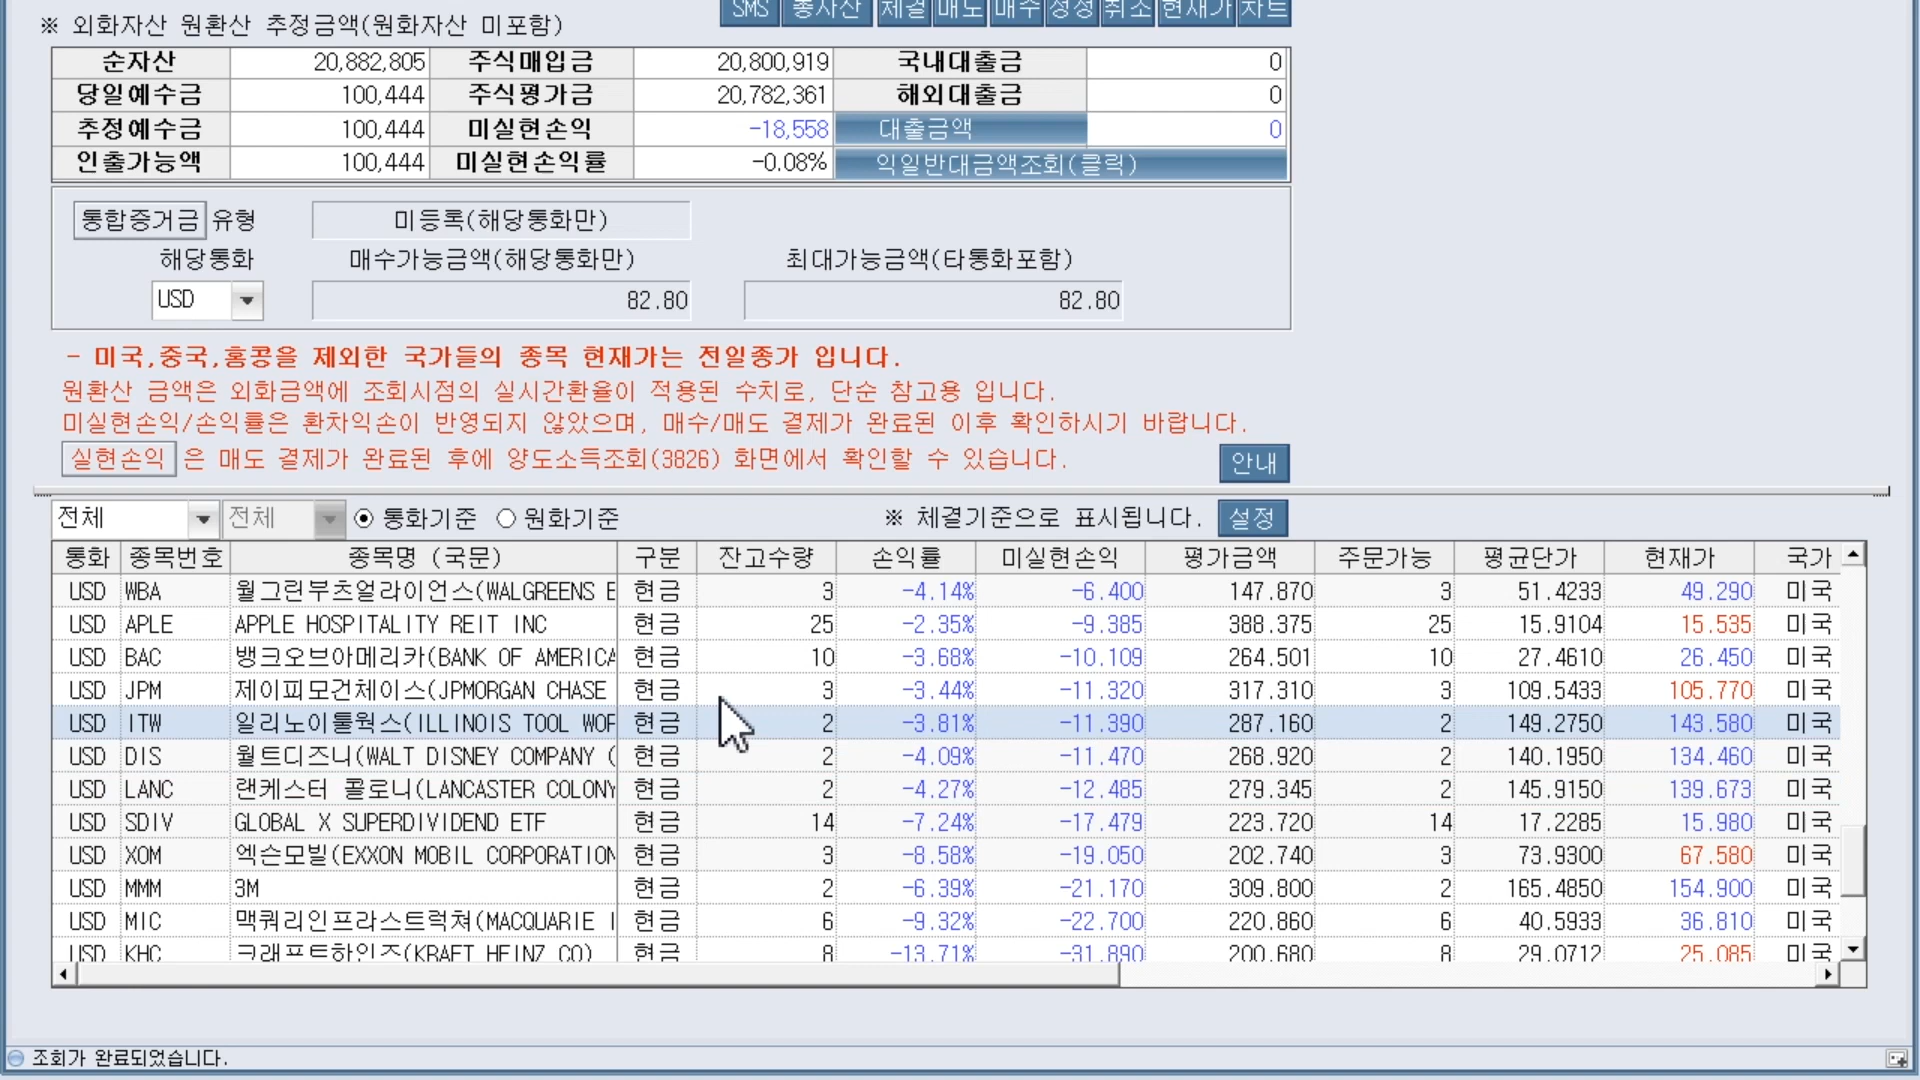 ※ 외화자산 원환산 추정금액(원화자산 미포함)
SMS 총자산 체결 매도 매수 정정 취소 현재가 차트
순자산 20,882,805 주식매입금 20,800,919 국내대출금 0
당일예수금 100,444 주식평가금 20,782,361 해외대출금 0
추정예수금 100,444 미실현손익 -18,558 대출금액 0
인출가능액 100,444 미실현손익률 -0.08% 익일반대금액조회(클릭)
통합증거금 유형 미등록(해당통화만)
해당통화 매수가능금액(해당통화만) 최대가능금액(타통화포함)
USD 82.80 82.80
- 미국,중국,홍콩을 제외한 국가들의 종목 현재가는 전일종가 입니다.
원환산 금액은 외화금액에 조회시점의 실시간환율이 적용된 수치로, 단순 참고용 입니다.
미실현손익/손익률은 환차익손이 반영되지 않았으며, 매수/매도 결제가 완료된 이후 확인하시기 바랍니다.
실현손익 은 매도 결제가 완료된 후에 양도소득조회(3826) 화면에서 확인할 수 있습니다. 안내
전체 전체 통화기준 원화기준 ※ 체결기준으로 표시됩니다. 설정
통화 종목번호 종목명 (국문) 구분 잔고수량 손익률 미실현손익 평가금액 주문가능 평균단가 현재가 국가
USD WBA 월그린부츠얼라이언스(WALGREENS B 현금 3 -4.14% -6.400 147.870 3 51.4233 49.290 미국
USD APLE APPLE HOSPITALITY REIT INC 현금 25 -2.35% -9.385 388.375 25 15.9104 15.535 미국
USD BAC 뱅크오브아메리카(BANK OF AMERICA 현금 10 -3.68% -10.109 264.501 10 27.4610 26.450 미국
USD JPM 제이피모건체이스(JPMORGAN CHASE 현금 3 -3.44% -11.320 317.310 3 109.5433 105.770 미국
USD ITW 일리노이툴웍스(ILLINOIS TOOL WOR 현금 2 -3.81% -11.390 287.160 2 149.2750 143.580 미국
USD DIS 월트디즈니(WALT DISNEY COMPANY ( 현금 2 -4.09% -11.470 268.920 2 140.1950 134.460 미국
USD LANC 랜케스터 콜로니(LANCASTER COLONY 현금 2 -4.27% -12.485 279.345 2 145.9150 139.673 미국
USD SDIV GLOBAL X SUPERDIVIDEND ETF 현금 14 -7.24% -17.479 223.720 14 17.2285 15.980 미국
USD XOM 엑슨모빌(EXXON MOBIL CORPORATION 현금 3 -8.58% -19.050 202.740 3 73.9300 67.580 미국
USD MMM 3M 현금 2 -6.39% -21.170 309.800 2 165.4850 154.900 미국
USD MIC 맥쿼리인프라스트럭쳐(MACQUARIE I 현금 6 -9.32% -22.700 220.860 6 40.5933 36.810 미국
USD KHC 크래프트하인즈(KRAFT HEINZ CO) 현금 8 -13.71% -31.890 200.680 8 29.0712 25.085 미국
조회가 완료되었습니다.